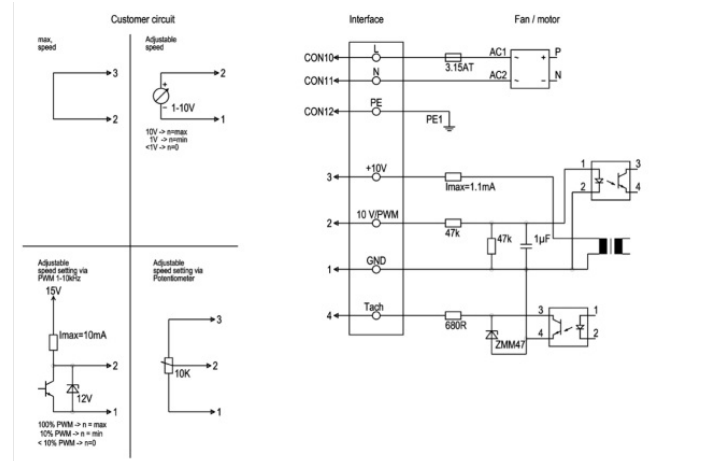 Customer circuit
Interface
Fan / motor
max,
speed
3
2
Adjustable
speed
2
+
–
1-10V
1
10V -> n=max
1V -> n=min
<1V -> n=0
CON10
L
3.15AT
AC1
+
P
CON11
N
AC2
–
–
N
CON12
PE
PE1
3
+10V
Imax=1.1mA
1
2
3
4
2
10 V/PWM
47k
47k
1µF
1
GND
4
Tach
680R
ZMM47
3
4
1
2
Adjustable
speed setting via
PWM 1-10kHz
15V
Imax=10mA
2
12V
1
100% PWM -> n = max
10% PWM -> n = min
< 10% PWM -> n=0
Adjustable
speed setting via
Potentiometer
3
2
10K
1